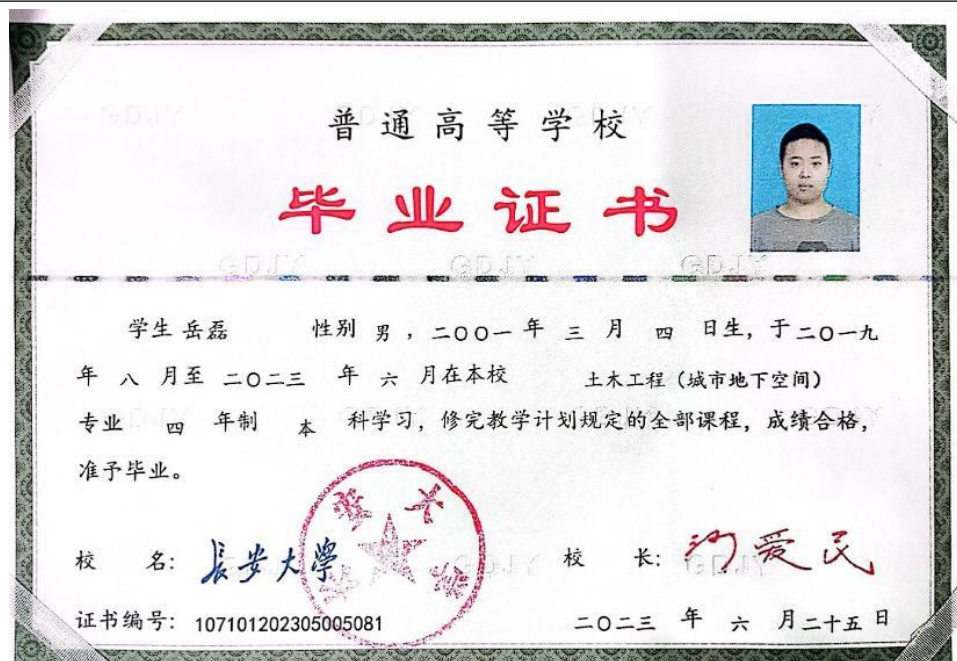 普通高等学校
毕业证书
学生 岳磊 性别 男，二〇〇一 年 三 月 四 日生，于二〇一九
年 八 月至 二〇二三 年 六 月在本校 土木工程（城市地下空间）
专业 四 年制 本 科学习，修完教学计划规定的全部课程，成绩合格，
准予毕业。
校 名：長安大學 校 长：沙爱民
证书编号：107101202305005081 二〇二三 年 六 月二十五日